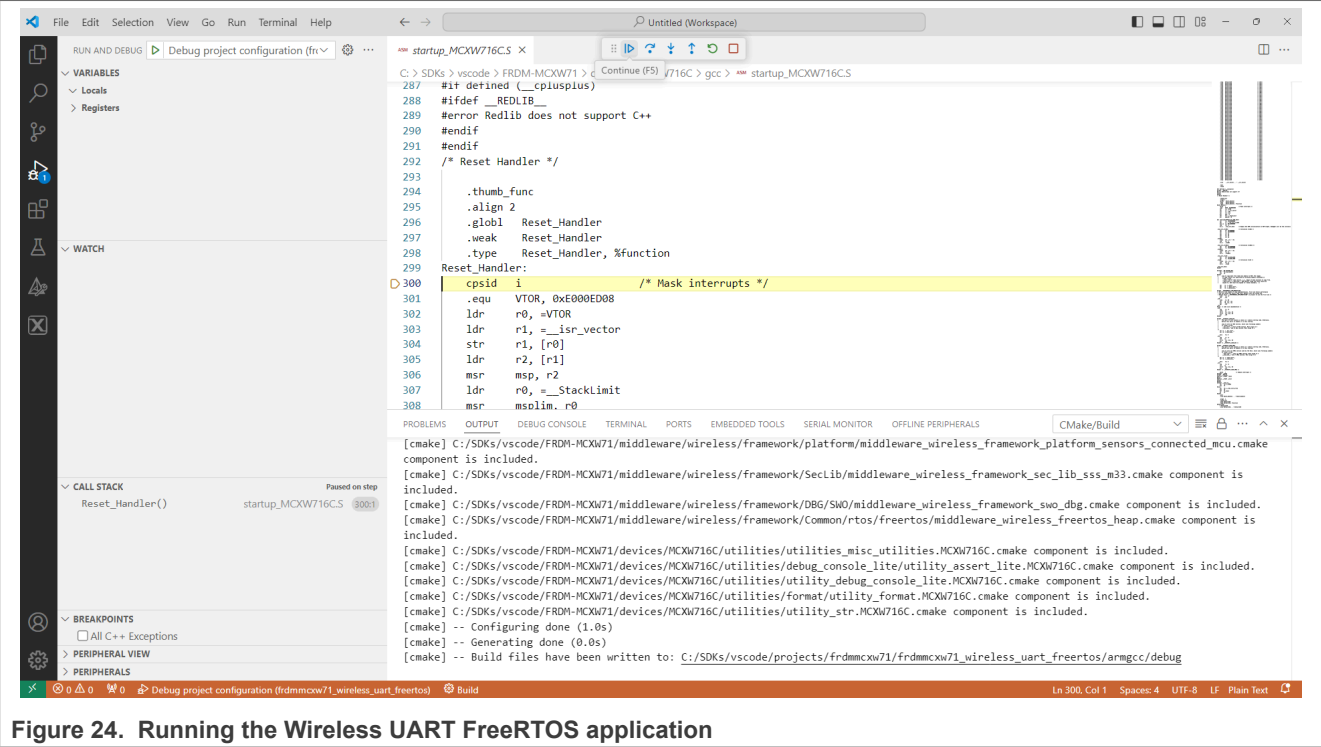 File Edit Selection View Go Run Terminal Help
Untitled (Workspace)
RUN AND DEBUG Debug project configuration (fr
VARIABLES
Locals
Registers
WATCH
CALL STACK Paused on step
Reset_Handler() startup_MCXW716C.S 300:1
BREAKPOINTS
All C++ Exceptions
PERIPHERAL VIEW
PERIPHERALS
startup_MCXW716C.S
Continue (F5)
C: > SDKs > vscode > FRDM-MCXW71 > W716C > gcc > startup_MCXW716C.S
287 #if defined (__cplusplus)
288 #ifdef __REDLIB__
289 #error Redlib does not support C++
290 #endif
291 #endif
292 /* Reset Handler */
293
294 .thumb_func
295 .align 2
296 .globl Reset_Handler
297 .weak Reset_Handler
298 .type Reset_Handler, %function
299 Reset_Handler:
300 cpsid i /* Mask interrupts */
301 .equ VTOR, 0xE000ED08
302 ldr r0, =VTOR
303 ldr r1, =__isr_vector
304 str r1, [r0]
305 ldr r2, [r1]
306 msr msp, r2
307 ldr r0, =__StackLimit
308 msr msplim, r0
PROBLEMS OUTPUT DEBUG CONSOLE TERMINAL PORTS EMBEDDED TOOLS SERIAL MONITOR OFFLINE PERIPHERALS CMake/Build
[cmake] C:/SDKs/vscode/FRDM-MCXW71/middleware/wireless/framework/platform/middleware_wireless_framework_platform_sensors_connected_mcu.cmake
component is included.
[cmake] C:/SDKs/vscode/FRDM-MCXW71/middleware/wireless/framework/SecLib/middleware_wireless_framework_sec_lib_sss_m33.cmake component is
included.
[cmake] C:/SDKs/vscode/FRDM-MCXW71/middleware/wireless/framework/DBG/SWO/middleware_wireless_framework_swo_dbg.cmake component is included.
[cmake] C:/SDKs/vscode/FRDM-MCXW71/middleware/wireless/framework/Common/rtos/freertos/middleware_wireless_freertos_heap.cmake component is
included.
[cmake] C:/SDKs/vscode/FRDM-MCXW71/devices/MCXW716C/utilities/utilities_misc_utilities.MCXW716C.cmake component is included.
[cmake] C:/SDKs/vscode/FRDM-MCXW71/devices/MCXW716C/utilities/debug_console_lite/utility_assert_lite.MCXW716C.cmake component is included.
[cmake] C:/SDKs/vscode/FRDM-MCXW71/devices/MCXW716C/utilities/utility_debug_console_lite.MCXW716C.cmake component is included.
[cmake] C:/SDKs/vscode/FRDM-MCXW71/devices/MCXW716C/utilities/format/utility_format.MCXW716C.cmake component is included.
[cmake] C:/SDKs/vscode/FRDM-MCXW71/devices/MCXW716C/utilities/utility_str.MCXW716C.cmake component is included.
[cmake] -- Configuring done (1.0s)
[cmake] -- Generating done (0.0s)
[cmake] -- Build files have been written to: C:/SDKs/vscode/projects/frdmmcxw71/frdmmcxw71_wireless_uart_freertos/armgcc/debug
0 0 0 Debug project configuration (frdmmcxw71_wireless_uart_freertos) Build Ln 300, Col 1 Spaces: 4 UTF-8 LF Plain Text
Figure 24. Running the Wireless UART FreeRTOS application